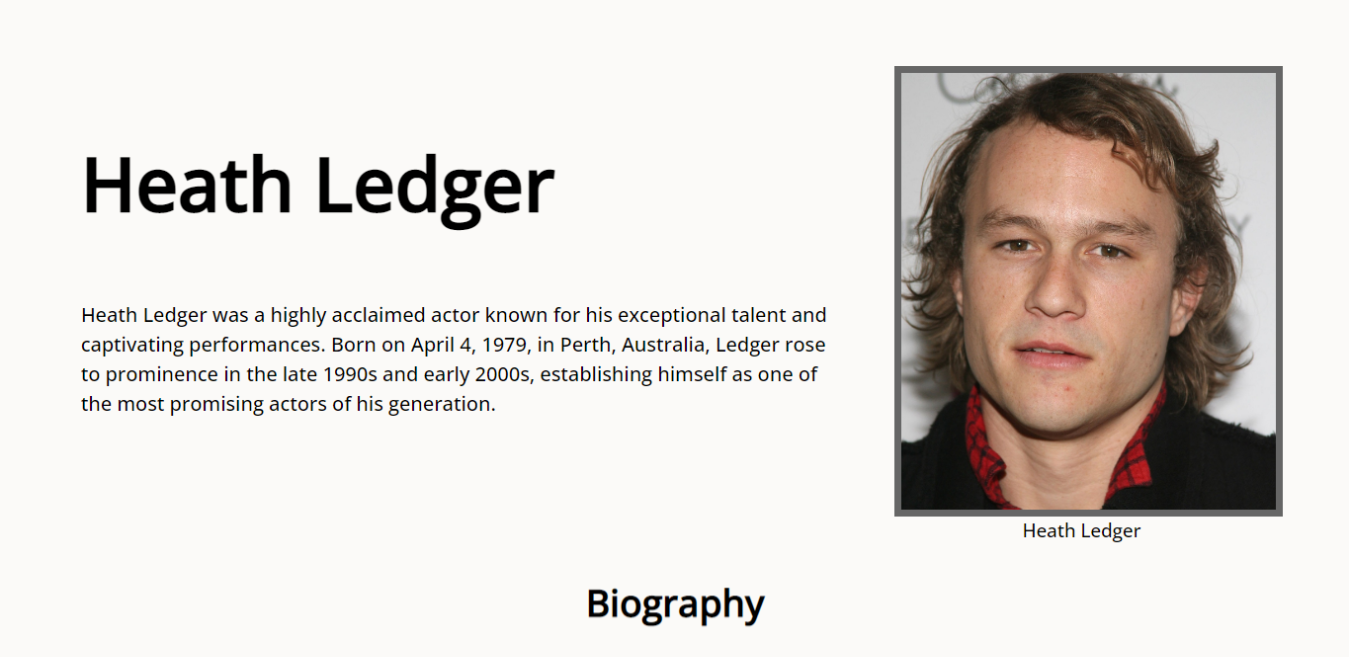 Heath Ledger
Heath Ledger was a highly acclaimed actor known for his exceptional talent and
captivating performances. Born on April 4, 1979, in Perth, Australia, Ledger rose
to prominence in the late 1990s and early 2000s, establishing himself as one of
the most promising actors of his generation.
Heath Ledger
Biography